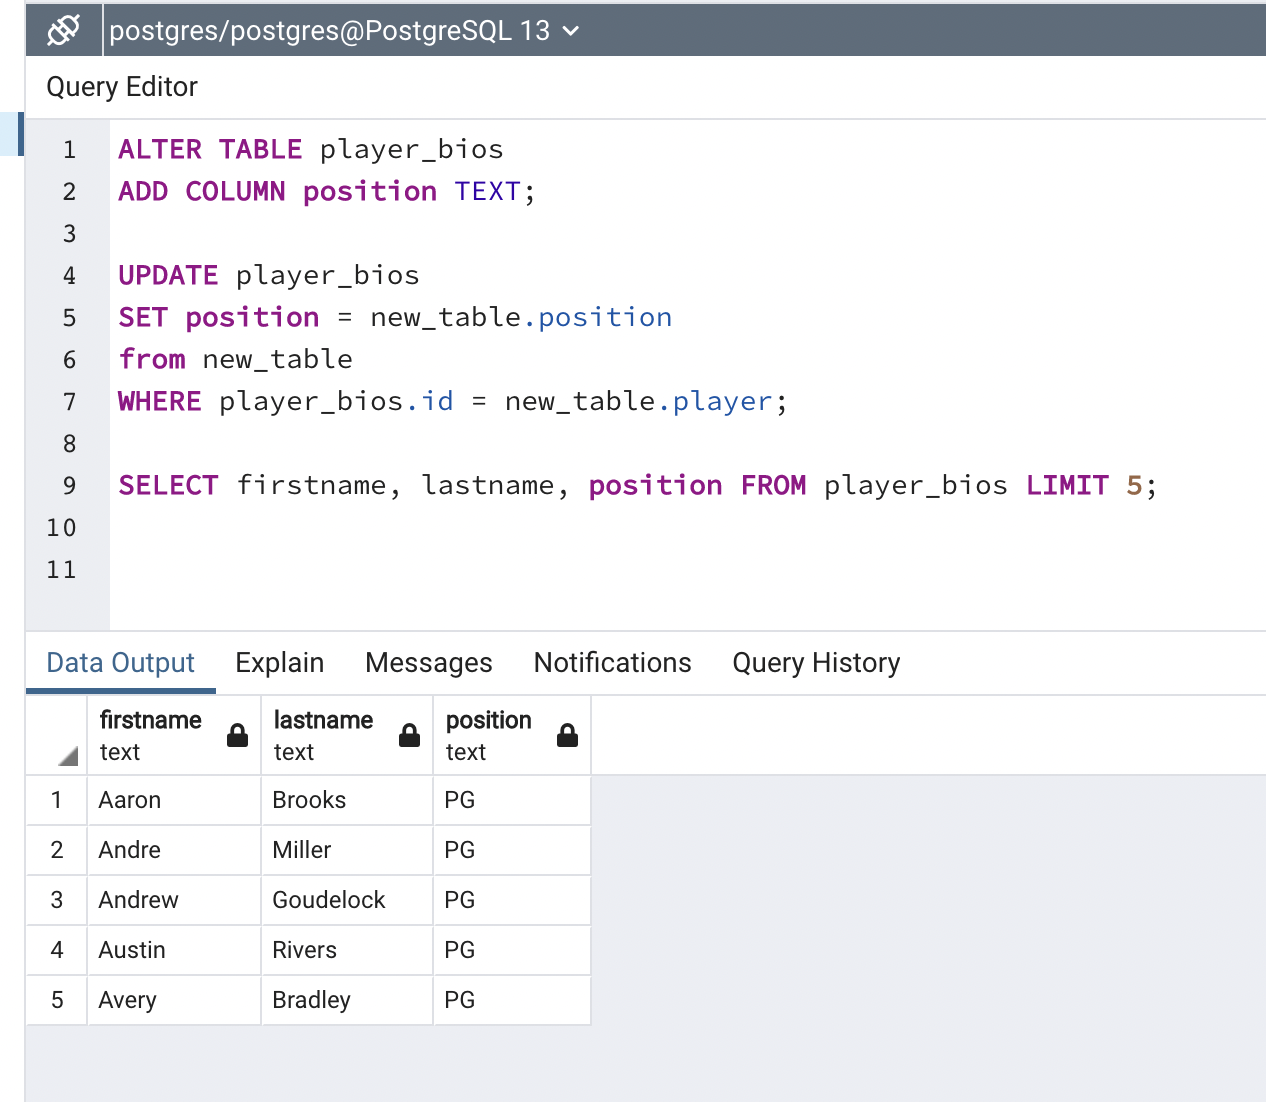 postgres/postgres@PostgreSQL 13
Query Editor
1 ALTER TABLE player_bios
2 ADD COLUMN position TEXT;
3
4 UPDATE player_bios
5 SET position = new_table.position
6 from new_table
7 WHERE player_bios.id = new_table.player;
8
9 SELECT firstname, lastname, position FROM player_bios LIMIT 5;
10
11
Data Output Explain Messages Notifications Query History
firstname lastname position
text text text
1 Aaron Brooks PG
2 Andre Miller PG
3 Andrew Goudelock PG
4 Austin Rivers PG
5 Avery Bradley PG